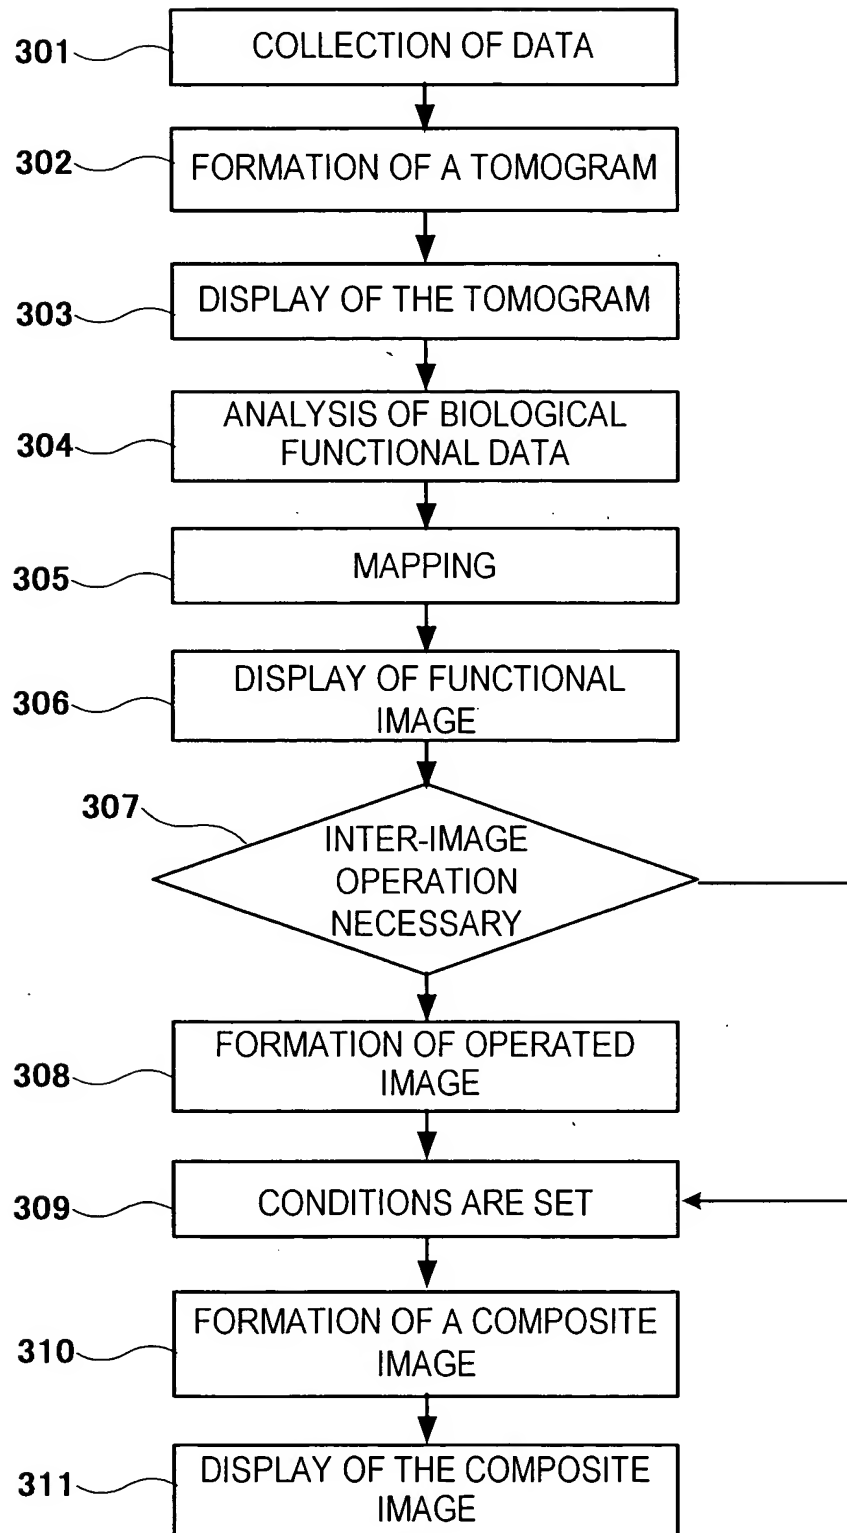 301 COLLECTION OF DATA
302 FORMATION OF A TOMOGRAM
303 DISPLAY OF THE TOMOGRAM
304 ANALYSIS OF BIOLOGICAL
FUNCTIONAL DATA
305 MAPPING
306 DISPLAY OF FUNCTIONAL
IMAGE
307 INTER-IMAGE
OPERATION
NECESSARY
308 FORMATION OF OPERATED
IMAGE
309 CONDITIONS ARE SET
310 FORMATION OF A COMPOSITE
IMAGE
311 DISPLAY OF THE COMPOSITE
IMAGE